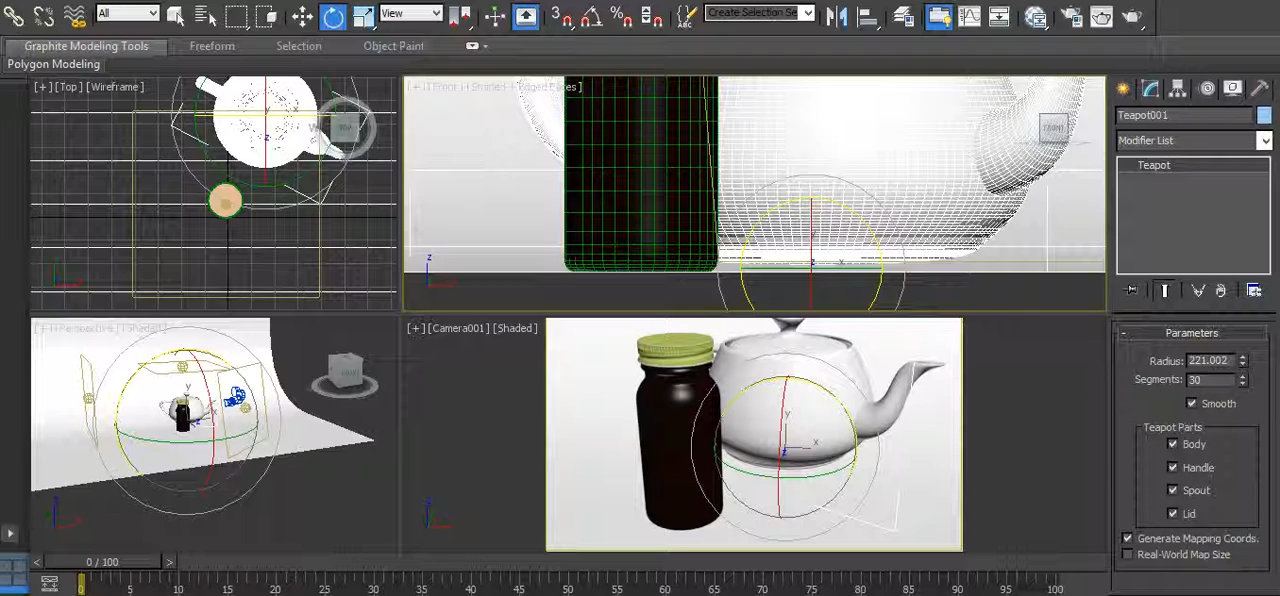 All View Create Selection Se
Graphite Modeling Tools Freeform Selection Object Paint
Polygon Modeling
[+] [Top] [Wireframe]
Teapot001
Modifier List
Teapot
[+] [Camera001] [Shaded]
Parameters
Radius: 221.002
Segments: 30
Smooth
Teapot Parts
Body
Handle
Spout
Lid
Generate Mapping Coords.
Real-World Map Size
0 / 100
0 5 10 15 20 25 30 35 40 45 50 55 60 65 70 75 80 85 90 95 100